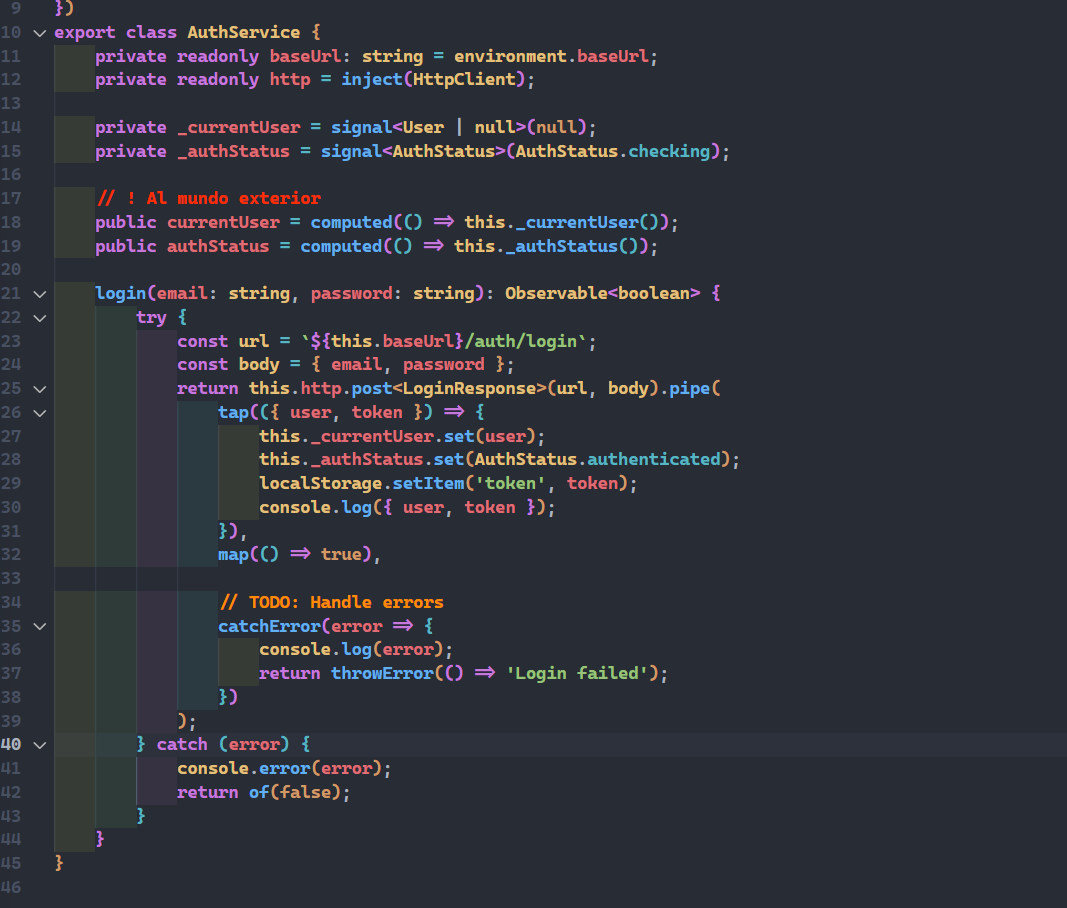 9 })
10 export class AuthService {
11 private readonly baseUrl: string = environment.baseUrl;
12 private readonly http = inject(HttpClient);
13
14 private _currentUser = signal<User | null>(null);
15 private _authStatus = signal<AuthStatus>(AuthStatus.checking);
16
17 // ! Al mundo exterior
18 public currentUser = computed(() => this._currentUser());
19 public authStatus = computed(() => this._authStatus());
20
21 login(email: string, password: string): Observable<boolean> {
22 try {
23 const url = `${this.baseUrl}/auth/login`;
24 const body = { email, password };
25 return this.http.post<LoginResponse>(url, body).pipe(
26 tap(({ user, token }) => {
27 this._currentUser.set(user);
28 this._authStatus.set(AuthStatus.authenticated);
29 localStorage.setItem('token', token);
30 console.log({ user, token });
31 }),
32 map(() => true),
33
34 // TODO: Handle errors
35 catchError(error => {
36 console.log(error);
37 return throwError(() => 'Login failed');
38 })
39 );
40 } catch (error) {
41 console.error(error);
42 return of(false);
43 }
44 }
45 }
46